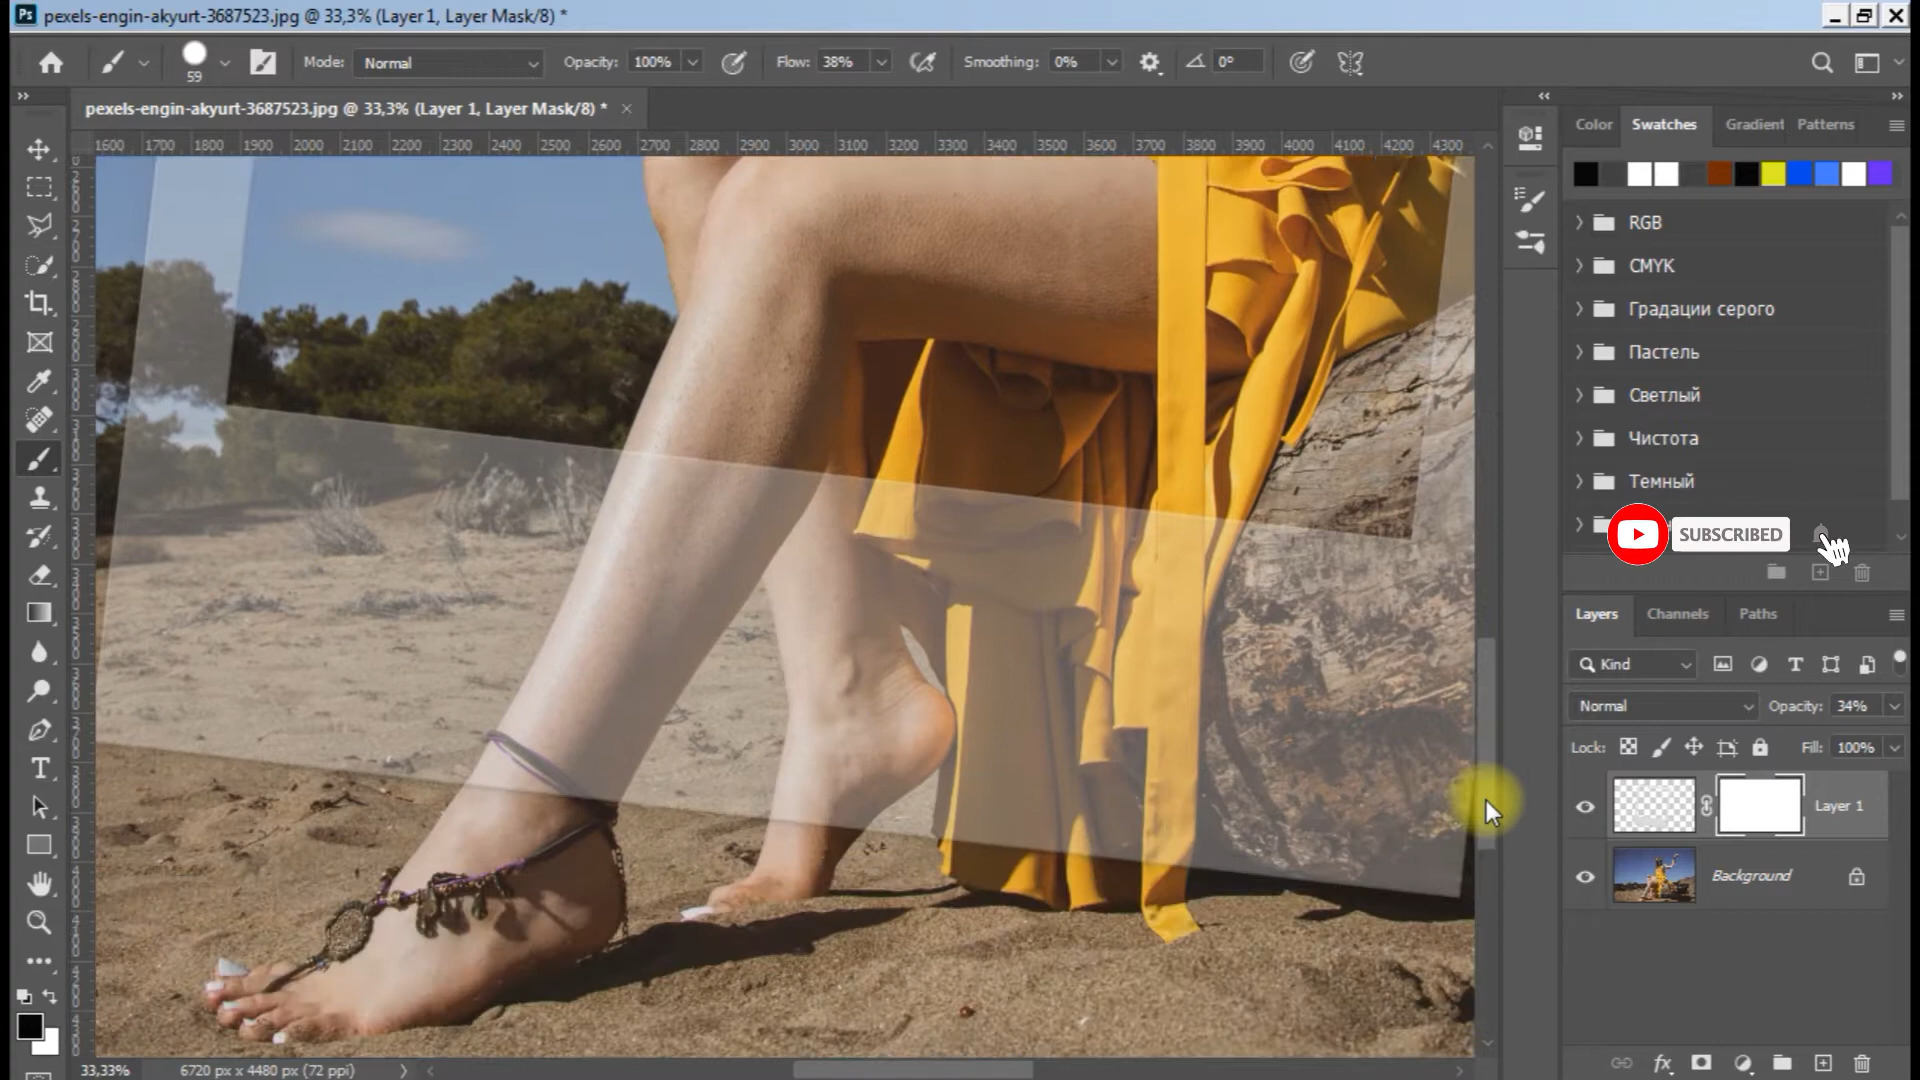 Ps pexels-engin-akyurt-3687523.jpg @ 33,3% (Layer 1, Layer Mask/8) *
59 Mode: Normal Opacity: 100% Flow: 38% Smoothing: 0% 0°
pexels-engin-akyurt-3687523.jpg @ 33,3% (Layer 1, Layer Mask/8) * ×
1600 1700 1800 1900 2000 2100 2200 2300 2400 2500 2600 2700 2800 2900 3000 3100 3200 3300 3400 3500 3600 3700 3800 3900 4000 4100 4200 4300
Color Swatches Gradient Patterns
RGB
CMYK
Градации серого
Пастель
Светлый
Чистота
Темный
SUBSCRIBED
Layers Channels Paths
Kind
Normal Opacity: 34%
Lock: Fill: 100%
Layer 1
Background
33,33% 6720 px x 4480 px (72 ppi)
fx